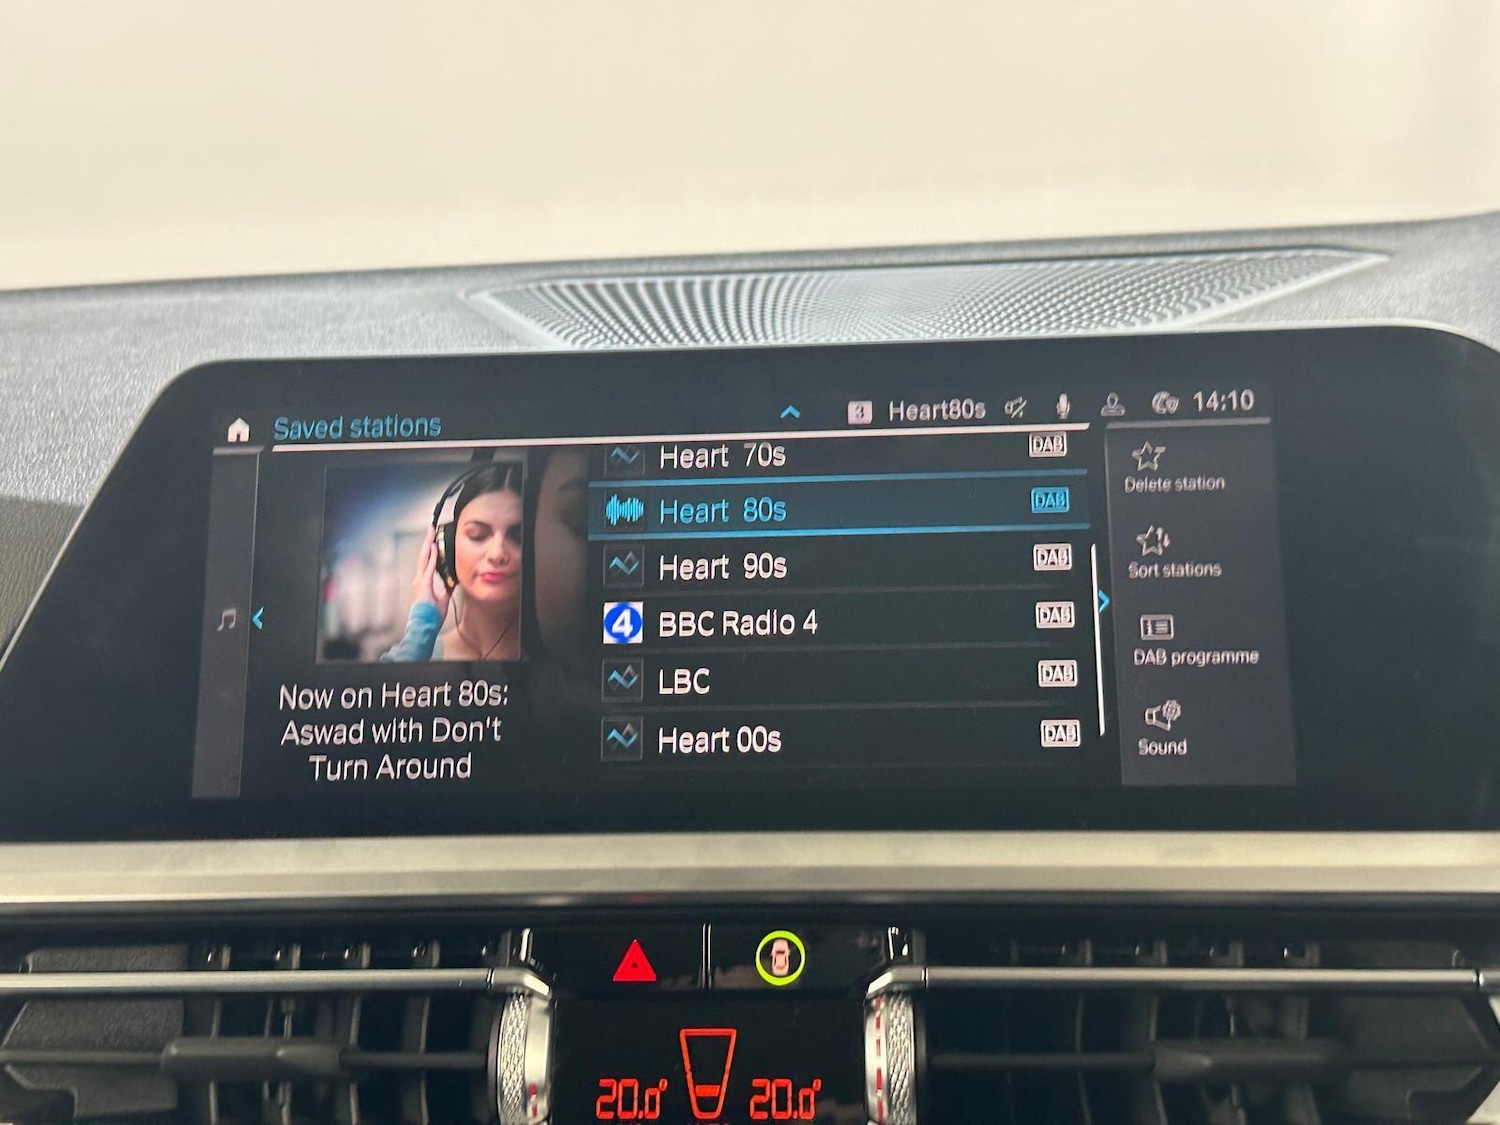 Saved stations
3 Heart80s 14:10
Heart 70s DAB
Heart 80s DAB
Heart 90s DAB
4 BBC Radio 4 DAB
LBC DAB
Heart 00s DAB
Now on Heart 80s:
Aswad with Don't
Turn Around
Delete station
Sort stations
DAB programme
Sound
20.0° 20.0°